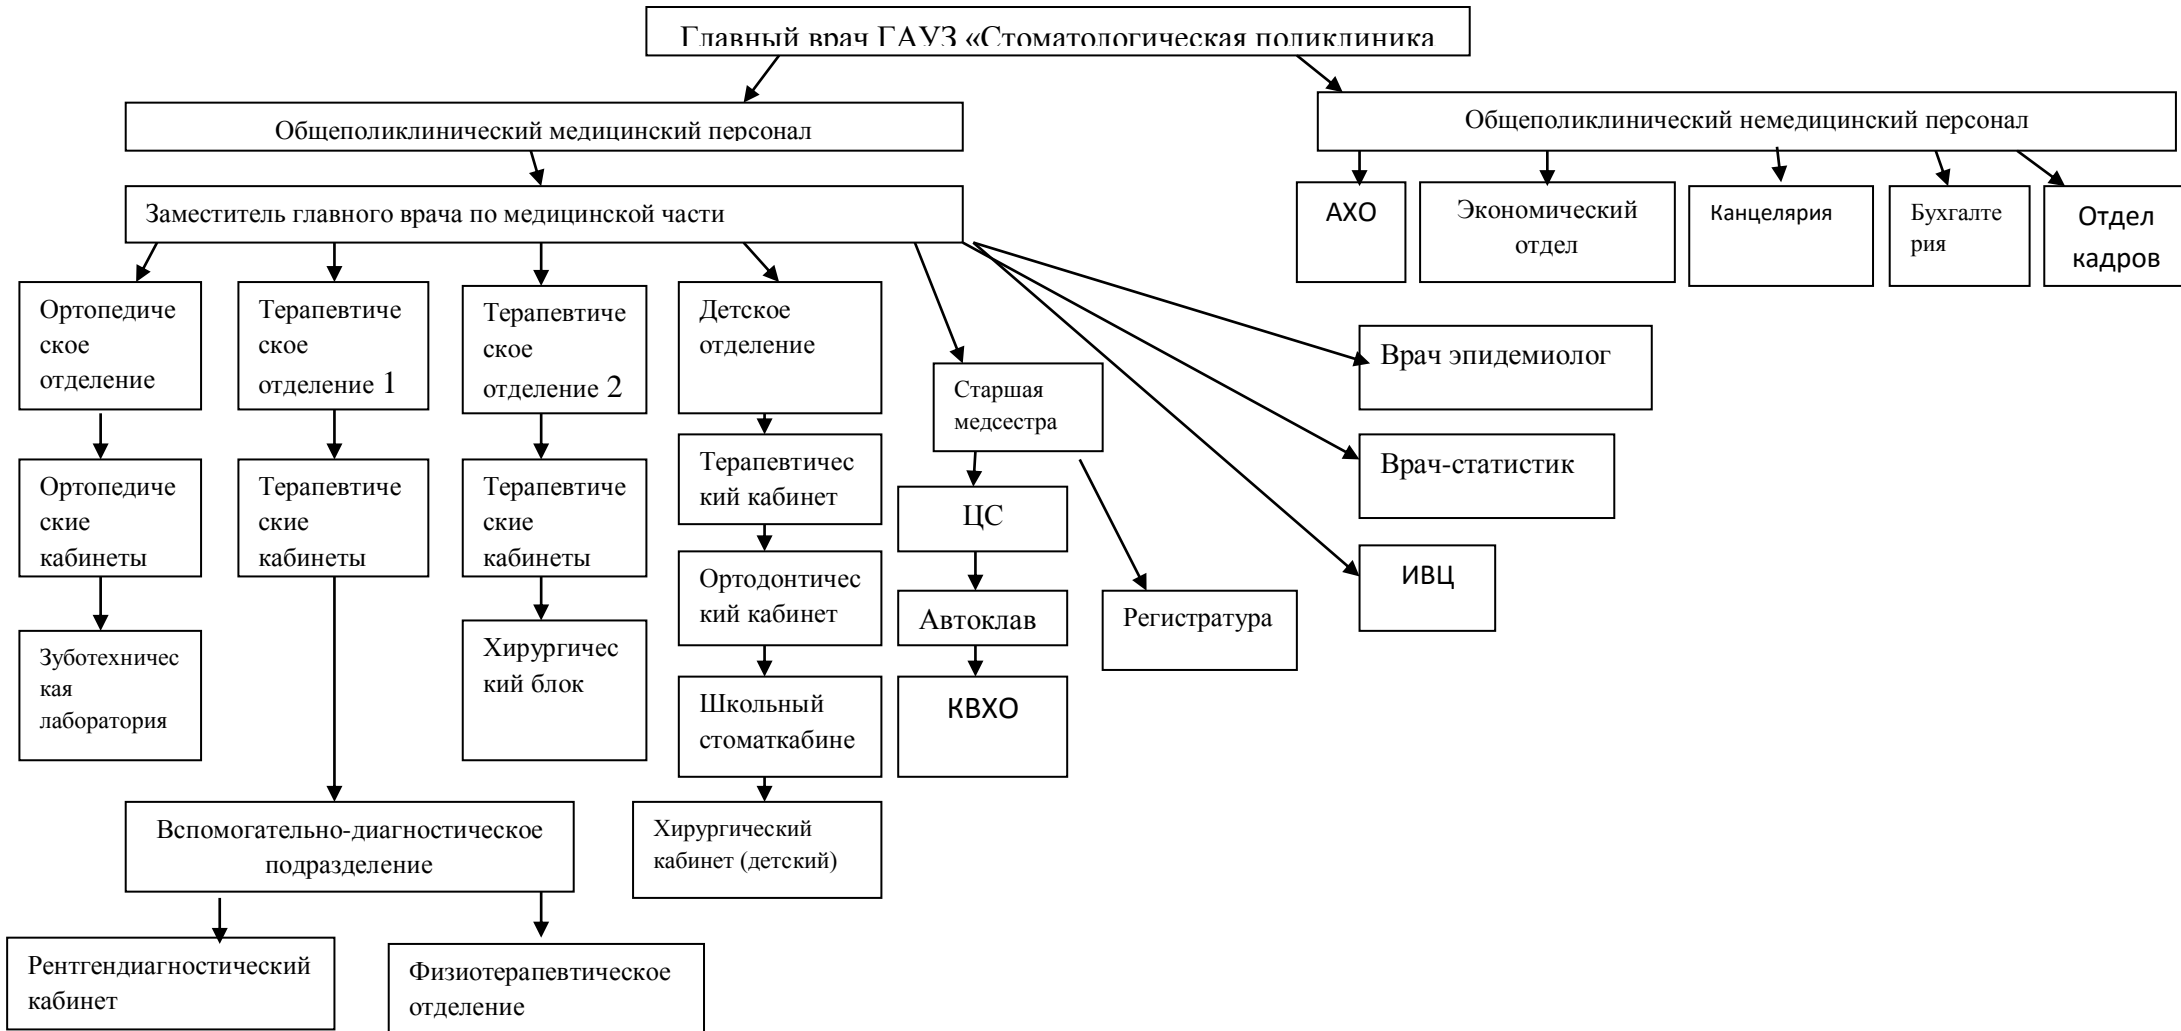 Главный врач ГАУЗ «Стоматологическая поликлиника
Общеполиклинический медицинский персонал
Общеполиклинический немедицинский персонал
Заместитель главного врача по медицинской части
АХО
Экономический
отдел
Канцелярия
Бухгалте
рия
Отдел
кадров
Ортопедиче
ское
отделение
Терапевтиче
ское
отделение 1
Терапевтиче
ское
отделение 2
Детское
отделение
Старшая
медсестра
Врач эпидемиолог
Врач-статистик
ИВЦ
Ортопедиче
ские
кабинеты
Терапевтиче
ские
кабинеты
Терапевтиче
ские
кабинеты
Терапевтичес
кий кабинет
ЦС
Ортодонтичес
кий кабинет
Автоклав
Регистратура
Зуботехничес
кая
лаборатория
Хирургичес
кий блок
Школьный
стоматкабине
КВХО
Вспомогательно-диагностическое
подразделение
Хирургический
кабинет (детский)
Рентгендиагностический
кабинет
Физиотерапевтическое
отделение